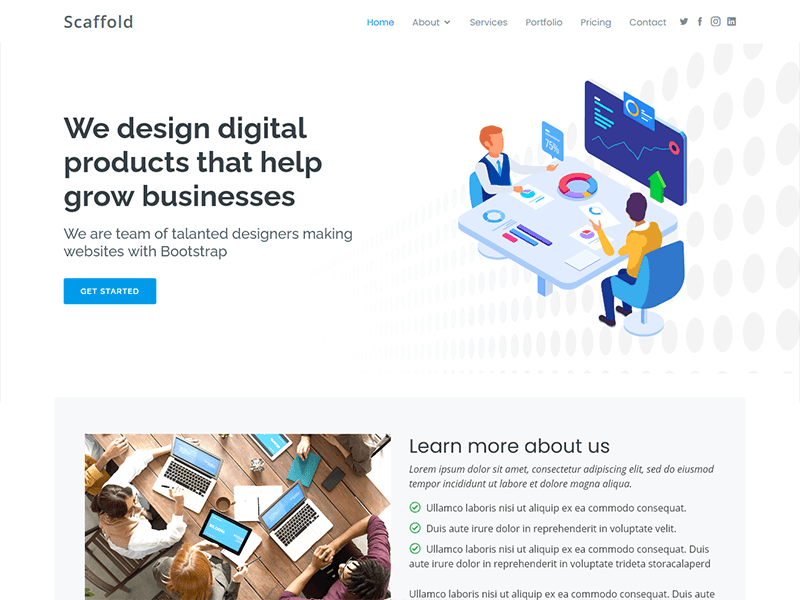 Scaffold
Home About Services Portfolio Pricing Contact
We design digital
products that help
grow businesses
We are team of talanted designers making
websites with Bootstrap
GET STARTED
75%
Learn more about us
Lorem ipsum dolor sit amet, consectetur adipiscing elit, sed do eiusmod
tempor incididunt ut labore et dolore magna aliqua.
Ullamco laboris nisi ut aliquip ex ea commodo consequat.
Duis aute irure dolor in reprehenderit in voluptate velit.
Ullamco laboris nisi ut aliquip ex ea commodo consequat. Duis
aute irure dolor in reprehenderit in voluptate trideta storacalaperd
Ullamco laboris nisi ut aliquip ex ea commodo consequat. Duis aute